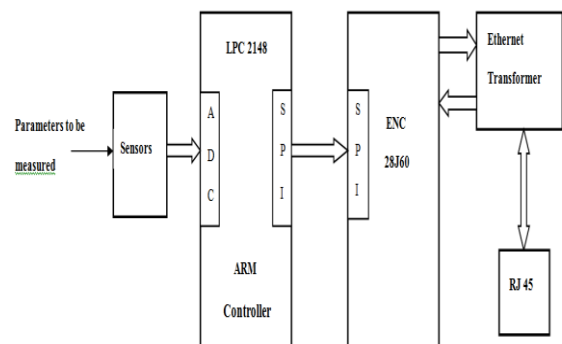 Parameters to be
measured
Sensors
LPC 2148
A
D
C
S
P
I
ARM
Controller
S
P
I
ENC
28J60
Ethernet
Transformer
RJ 45